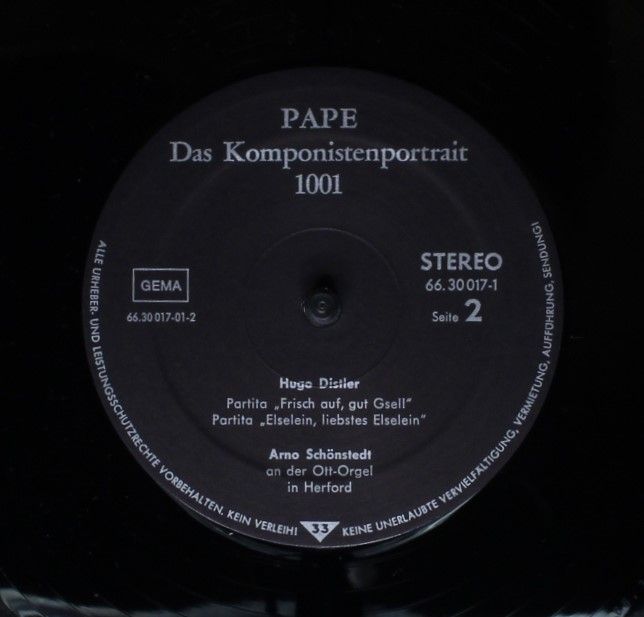 PAPE
Das Komponistenportrait
1001
GEMA
66.30 017-01-2
STEREO
66.30 017-1
Seite 2
Hugo Distler
Partita „Frisch auf, gut Gsell“
Partita „Elselein, liebstes Elselein“
Arno Schönstedt
an der Ott-Orgel
in Herford
ALLE URHEBER- UND LEISTUNGSSCHUTZRECHTE VORBEHALTEN. KEIN VERLEIH! 33 KEINE UNERLAUBTE VERVIELFÄLTIGUNG, VERMIETUNG, AUFFÜHRUNG, SENDUNG!